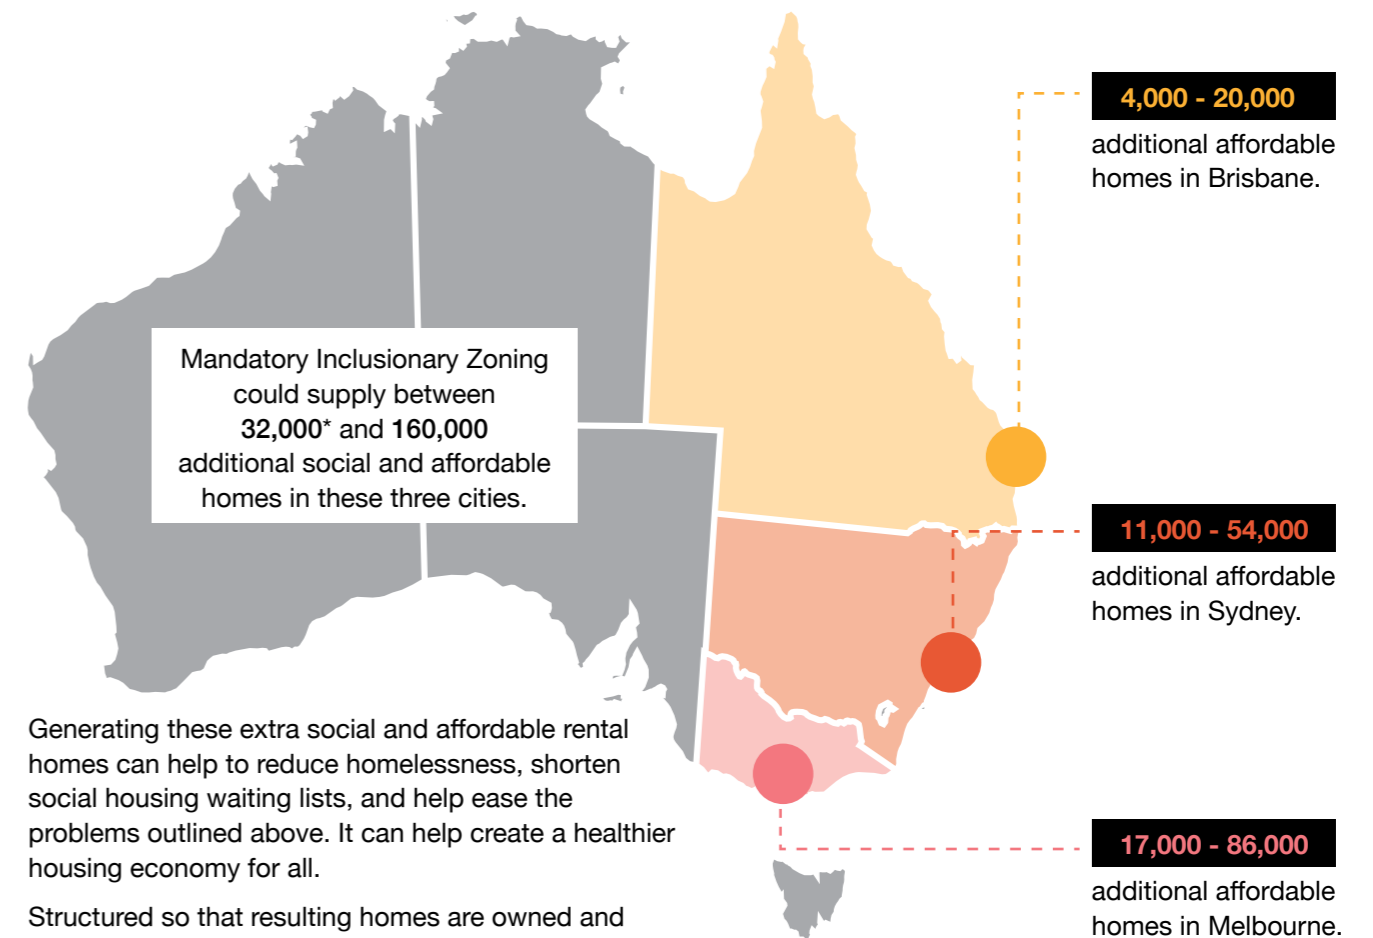 4,000 - 20,000
additional affordable
homes in Brisbane.
Mandatory Inclusionary Zoning
could supply between
32,000* and 160,000
additional social and affordable
homes in these three cities.
11,000 - 54,000
additional affordable
homes in Sydney.
Generating these extra social and affordable rental
homes can help to reduce homelessness, shorten
social housing waiting lists, and help ease the
problems outlined above. It can help create a healthier
housing economy for all.
Structured so that resulting homes are owned and
17,000 - 86,000
additional affordable
homes in Melbourne.